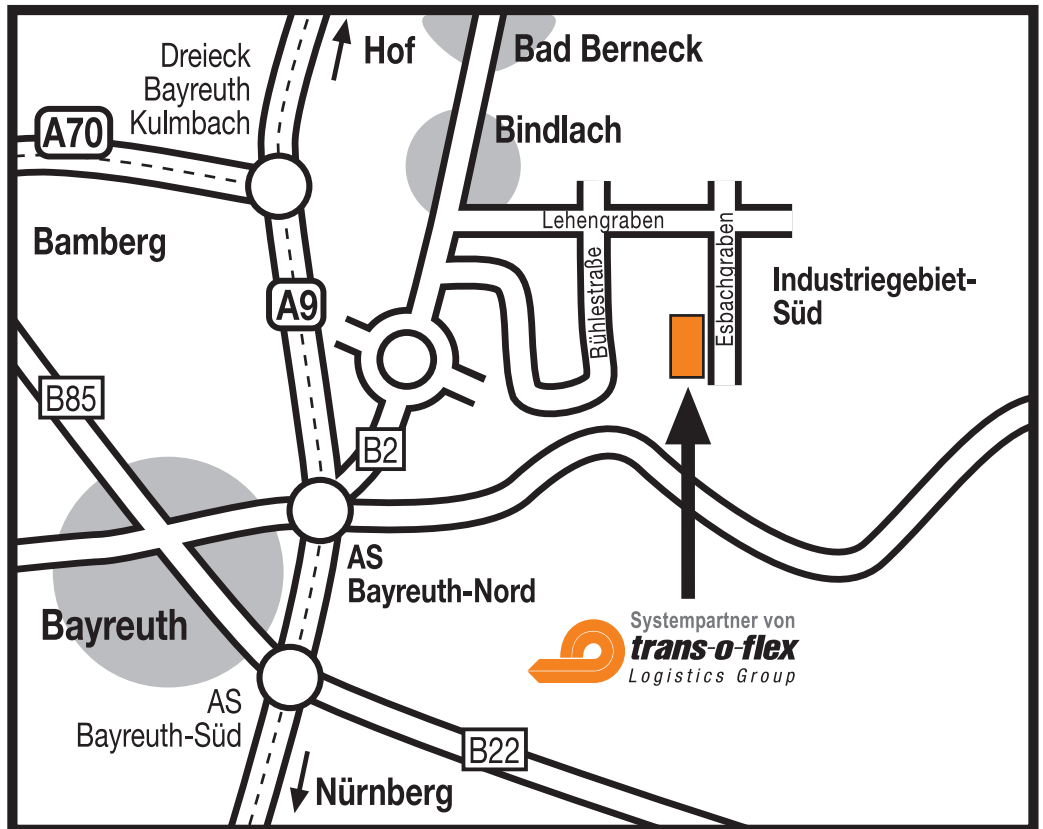 Hof
Bad Berneck
Dreieck
Bayreuth
Kulmbach
A70
Bindlach
Bamberg
Lehengraben
Bühlestraße
Esbachgraben
Industriegebiet-
Süd
A9
B85
B2
AS
Bayreuth-Nord
Bayreuth
Systempartner von
trans-o-flex
Logistics Group
AS
Bayreuth-Süd
B22
Nürnberg